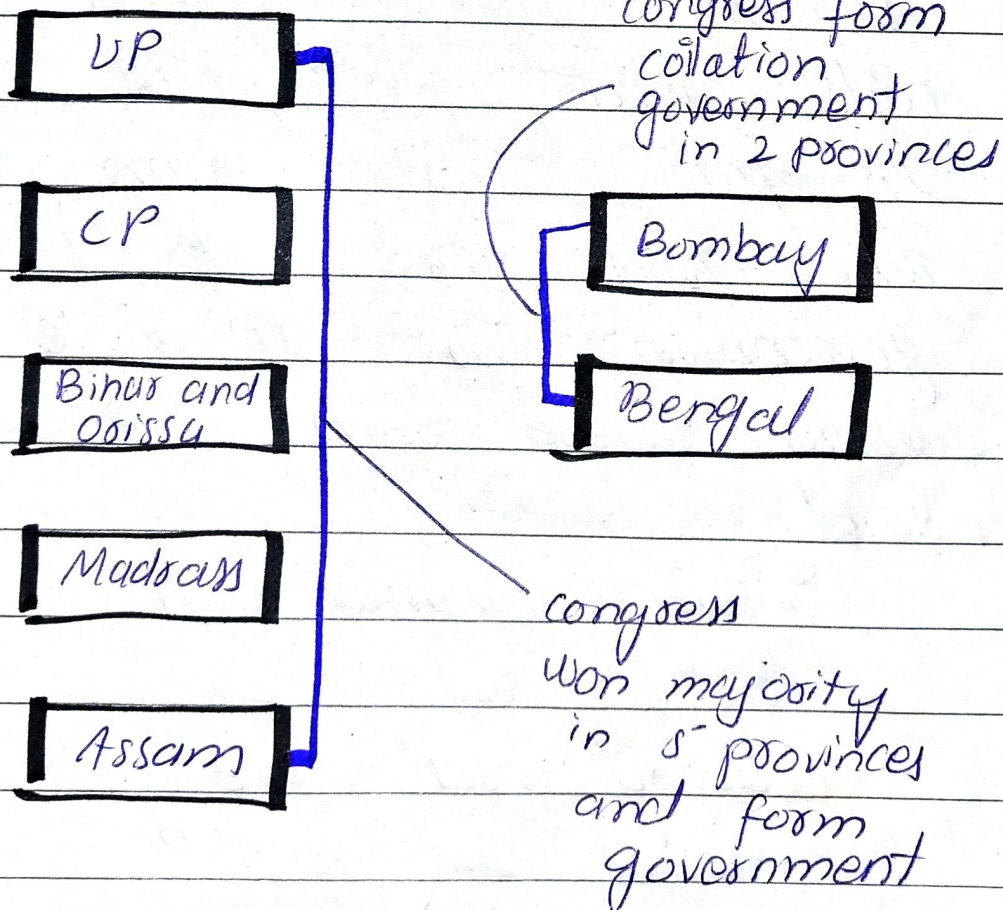 UP
CP
Bihar and
Orissa
Madrass
Assam
congress form
coilation
government
in 2 provinces
Bombay
Bengal
congress
won majority
in 5 provinces
and form
government